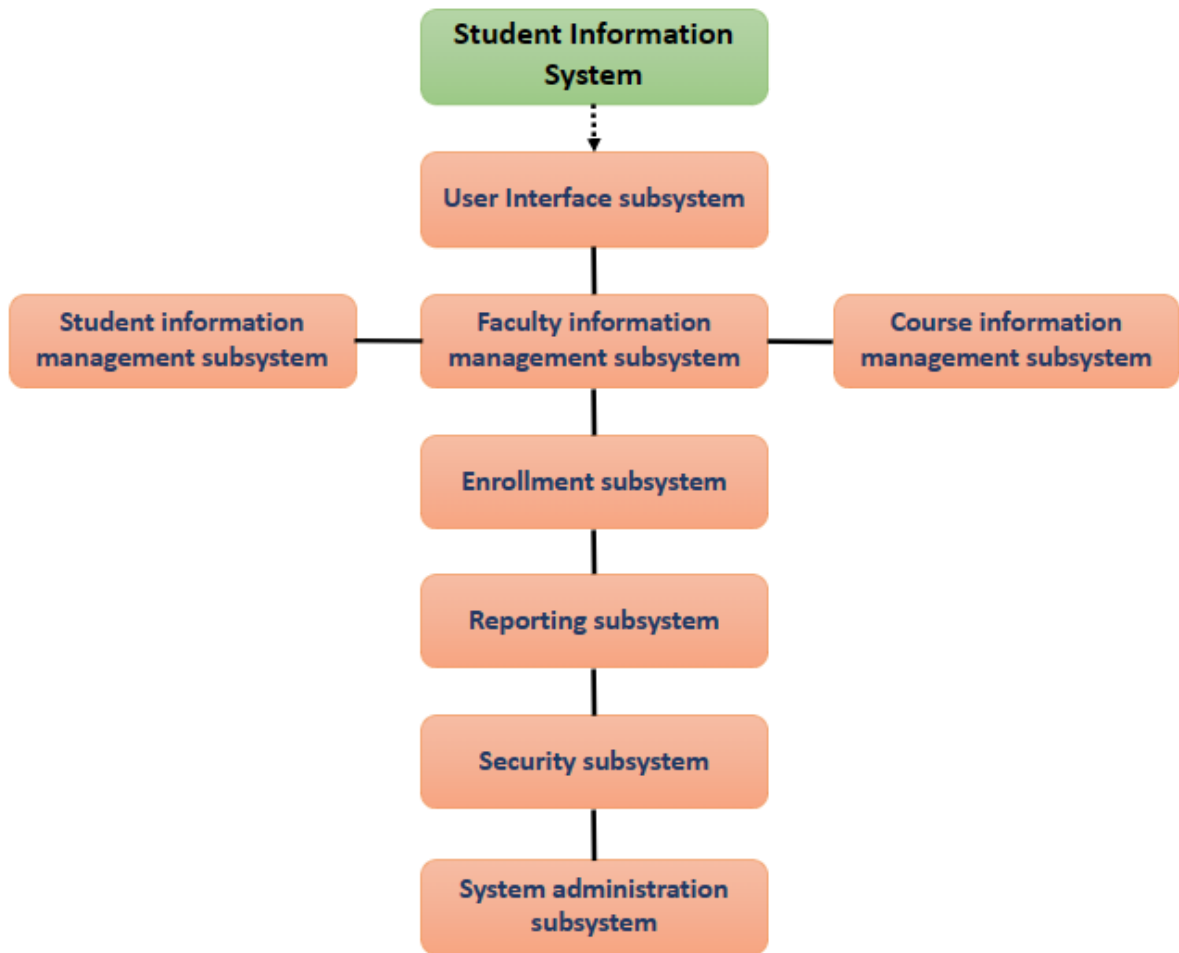 Student Information
System
User Interface subsystem
Student information
management subsystem
Faculty information
management subsystem
Course information
management subsystem
Enrollment subsystem
Reporting subsystem
Security subsystem
System administration
subsystem